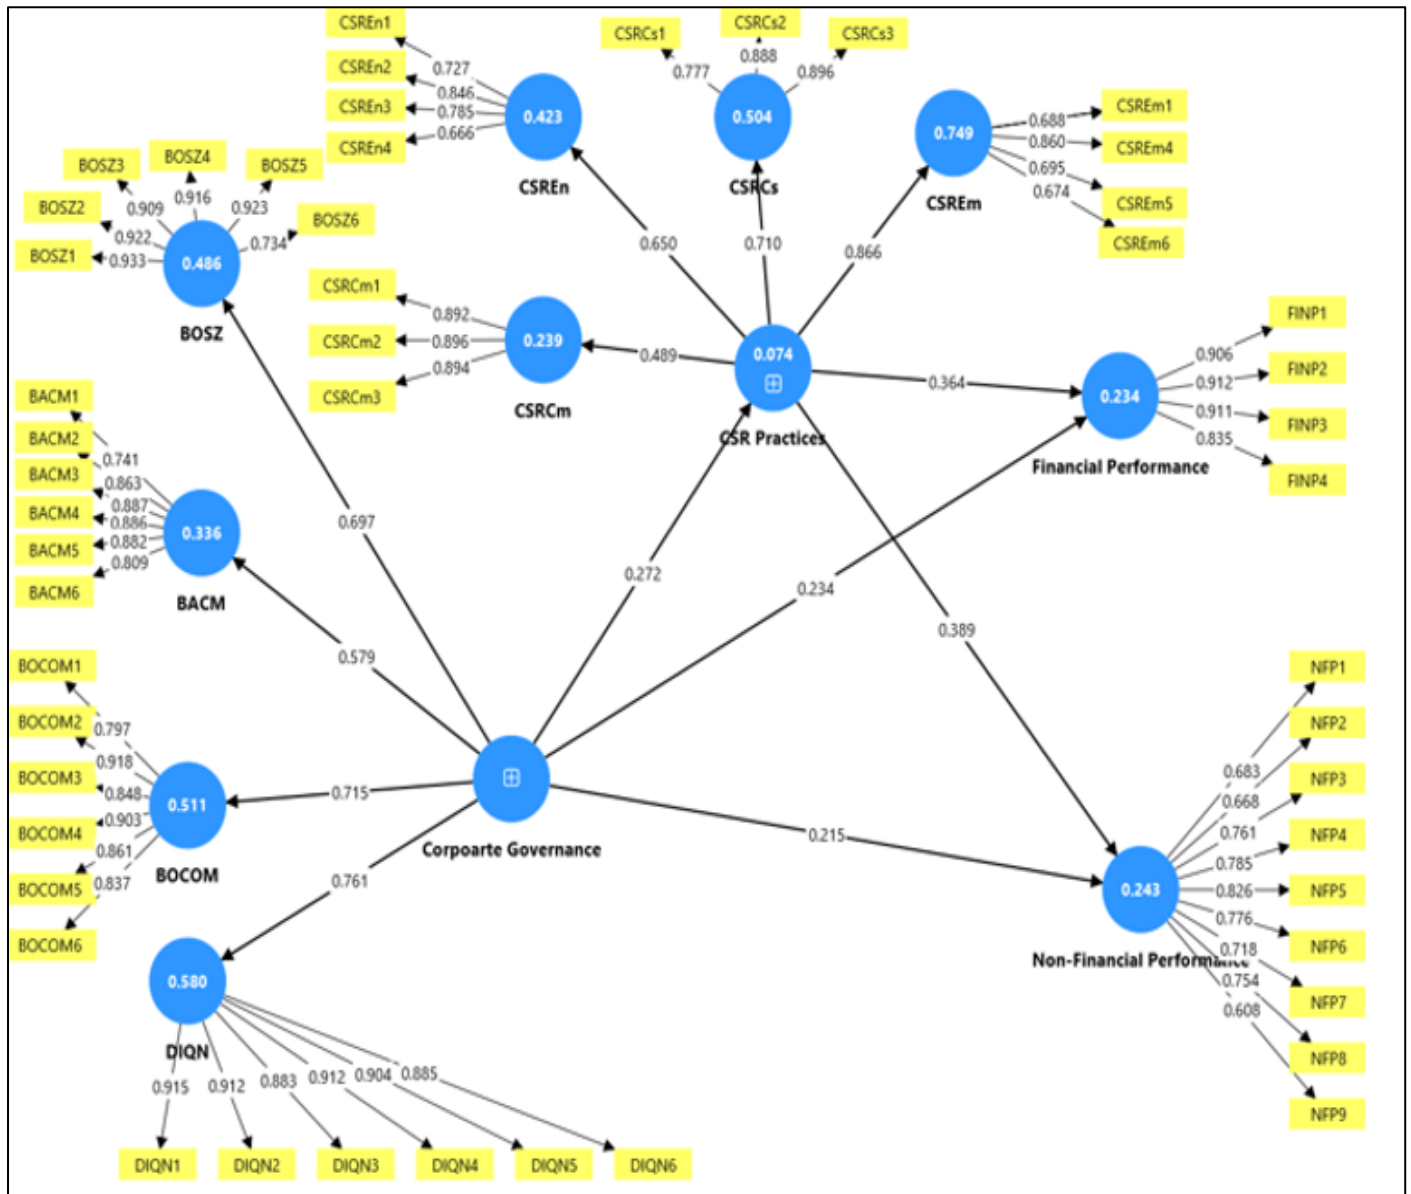 CSREn1
CSREn2
CSREn3
CSREn4
0.727
0.846
0.785
0.666
0.423
CSREn
CSRCs1
CSRCs2
CSRCs3
0.777
0.888
0.896
0.504
CSRCs
CSREm1
CSREm4
CSREm5
CSREm6
0.688
0.860
0.695
0.674
0.749
CSREm
BOSZ1
BOSZ2
BOSZ3
BOSZ4
BOSZ5
BOSZ6
0.933
0.922
0.909
0.916
0.923
0.734
0.486
BOSZ
CSRCm1
CSRCm2
CSRCm3
0.892
0.896
0.894
0.239
CSRCm
0.650
0.710
0.866
0.489
0.074
CSR Practices
0.364
FINP1
FINP2
FINP3
FINP4
0.906
0.912
0.911
0.835
0.234
Financial Performance
BACM1
BACM2
BACM3
BACM4
BACM5
BACM6
0.741
0.863
0.887
0.886
0.882
0.809
0.336
BACM
0.697
0.579
0.272
0.234
0.389
BOCOM1
BOCOM2
BOCOM3
BOCOM4
BOCOM5
BOCOM6
0.797
0.918
0.848
0.903
0.861
0.837
0.511
BOCOM
0.715
0.761
Corpoarte Governance
0.215
NFP1
NFP2
NFP3
NFP4
NFP5
NFP6
NFP7
NFP8
NFP9
0.683
0.668
0.761
0.785
0.826
0.776
0.718
0.754
0.608
0.243
Non-Financial Performance
0.580
DIQN
0.915
0.912
0.883
0.912
0.904
0.885
DIQN1
DIQN2
DIQN3
DIQN4
DIQN5
DIQN6